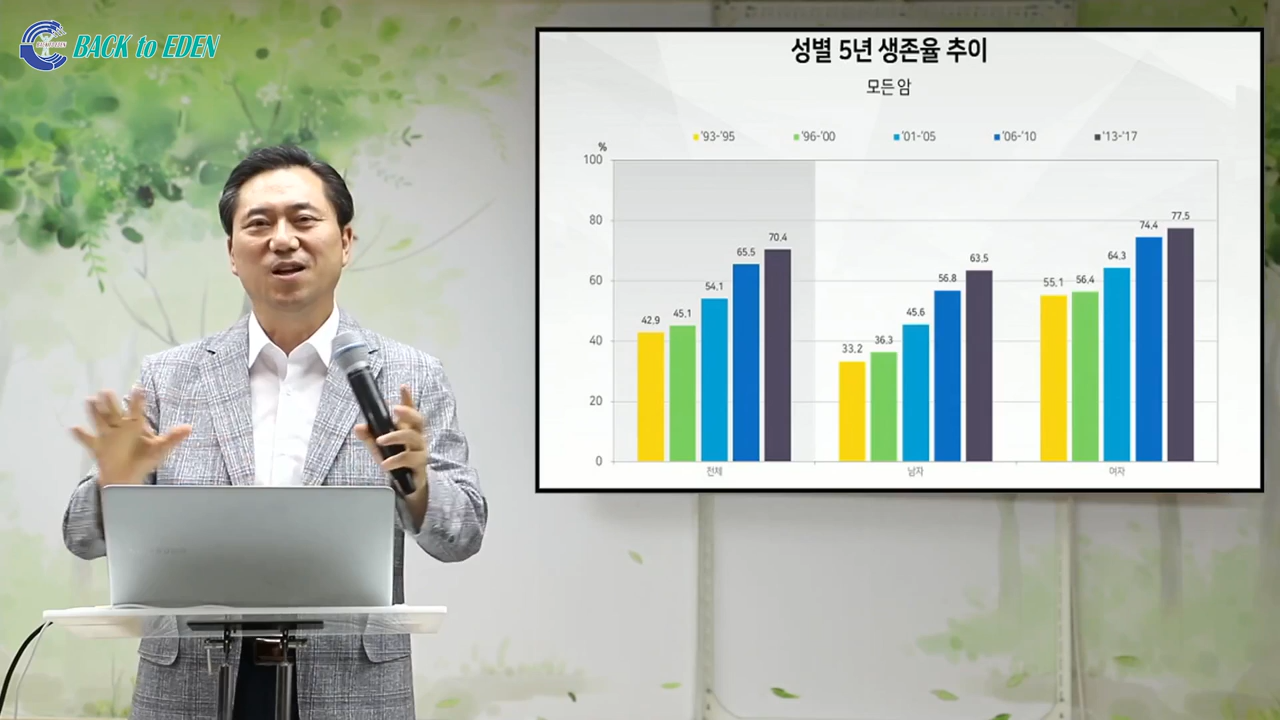 BACK to EDEN
성별 5년 생존율 추이
모든 암
'93-'95 '96-'00 '01-'05 '06-'10 '13-'17
%
100
80
60
40
20
0
42.9 45.1 54.1 65.5 70.4
33.2 36.3 45.6 56.8 63.5
55.1 56.4 64.3 74.4 77.5
전체 남자 여자